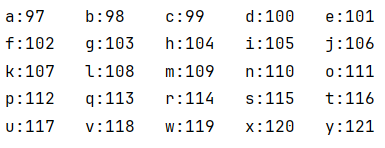 a:97 b:98 c:99 d:100 e:101
f:102 g:103 h:104 i:105 j:106
k:107 l:108 m:109 n:110 o:111
p:112 q:113 r:114 s:115 t:116
u:117 v:118 w:119 x:120 y:121